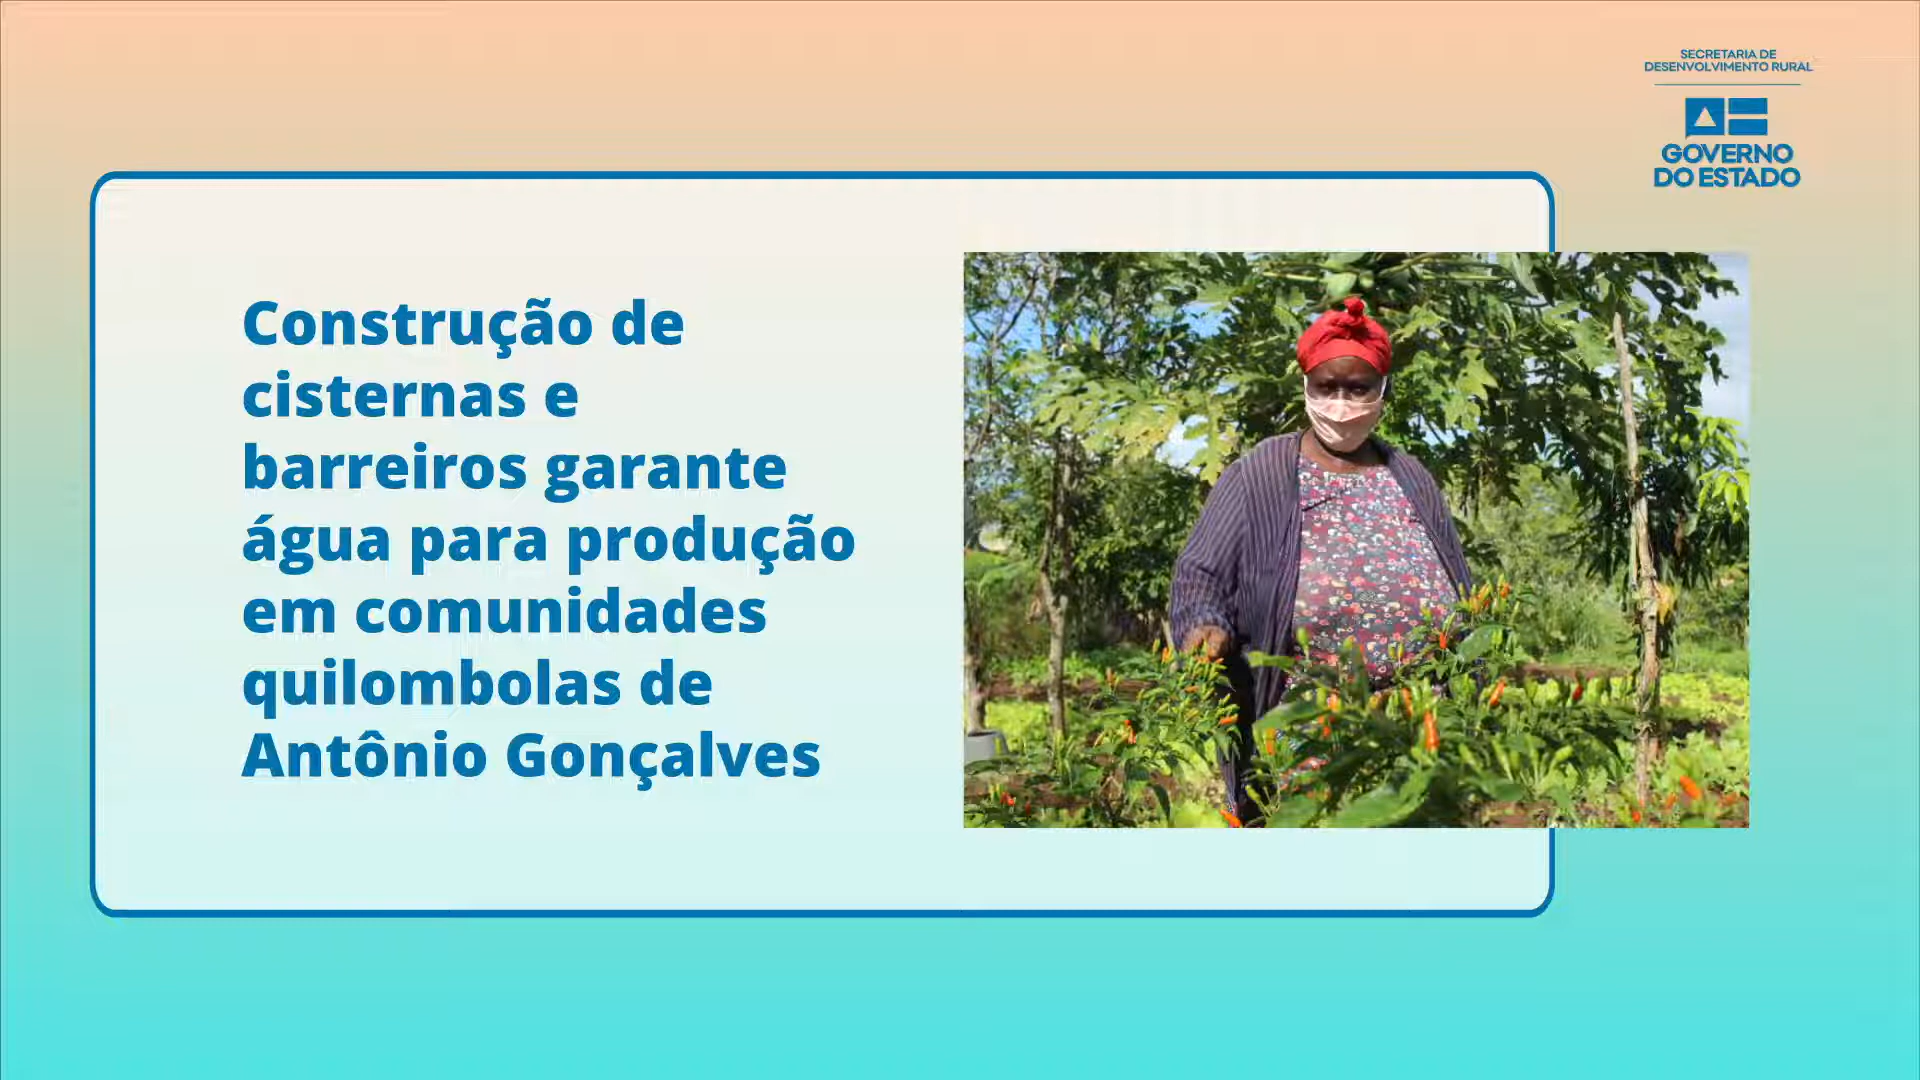 SECRETARIA DE
DESENVOLVIMENTO RURAL
GOVERNO
DO ESTADO
Construção de
cisternas e
barreiros garante
água para produção
em comunidades
quilombolas de
Antônio Gonçalves